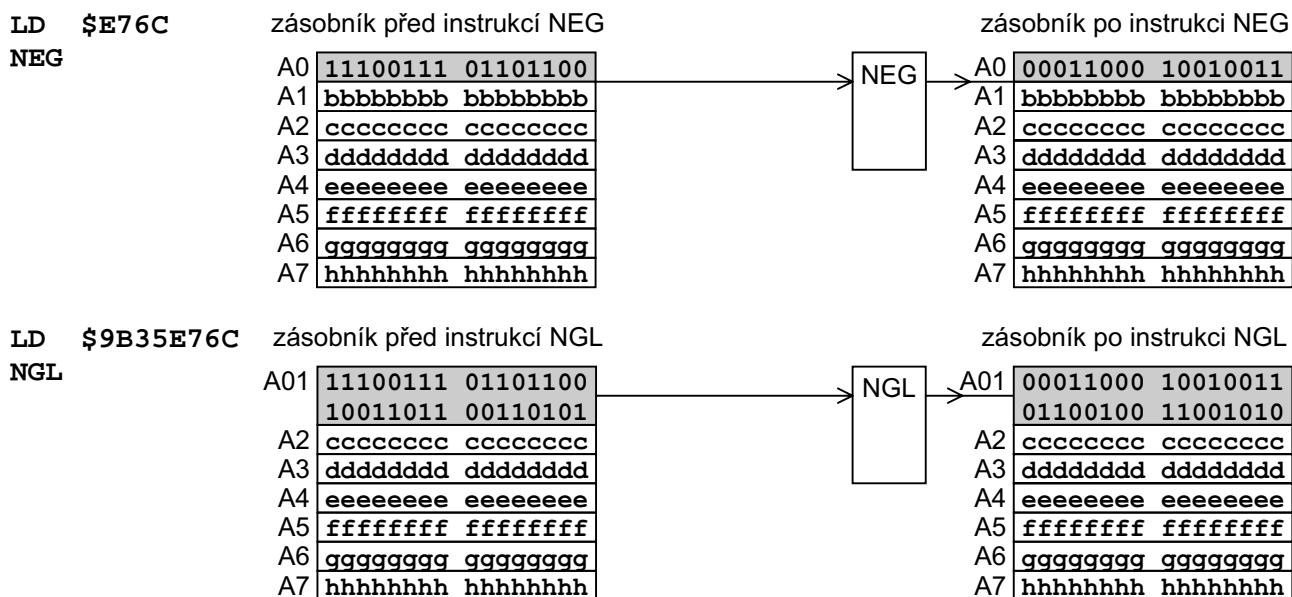 LD $E76C zásobník před instrukcí NEG zásobník po instrukci NEG
NEG
A0 11100111 01101100 NEG A0 00011000 10010011
A1 bbbbbbbb bbbbbbbb A1 bbbbbbbb bbbbbbbb
A2 cccccccc cccccccc A2 cccccccc cccccccc
A3 dddddddd dddddddd A3 dddddddd dddddddd
A4 eeeeeeee eeeeeeee A4 eeeeeeee eeeeeeee
A5 ffffffff ffffffff A5 ffffffff ffffffff
A6 gggggggg gggggggg A6 gggggggg gggggggg
A7 hhhhhhhh hhhhhhhh A7 hhhhhhhh hhhhhhhh
LD $9B35E76C zásobník před instrukcí NGL zásobník po instrukci NGL
NGL
A01 11100111 01101100 NGL A01 00011000 10010011
10011011 00110101 01100100 11001010
A2 cccccccc cccccccc A2 cccccccc cccccccc
A3 dddddddd dddddddd A3 dddddddd dddddddd
A4 eeeeeeee eeeeeeee A4 eeeeeeee eeeeeeee
A5 ffffffff ffffffff A5 ffffffff ffffffff
A6 gggggggg gggggggg A6 gggggggg gggggggg
A7 hhhhhhhh hhhhhhhh A7 hhhhhhhh hhhhhhhh